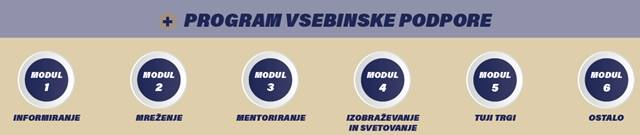 + PROGRAM VSEBINSKE PODPORE
MODUL
1
INFORMIRANJE
MODUL
2
MREŽENJE
MODUL
3
MENTORIRANJE
MODUL
4
IZOBRAŽEVANJE
IN SVETOVANJE
MODUL
5
TUJI TRGI
MODUL
6
OSTALO